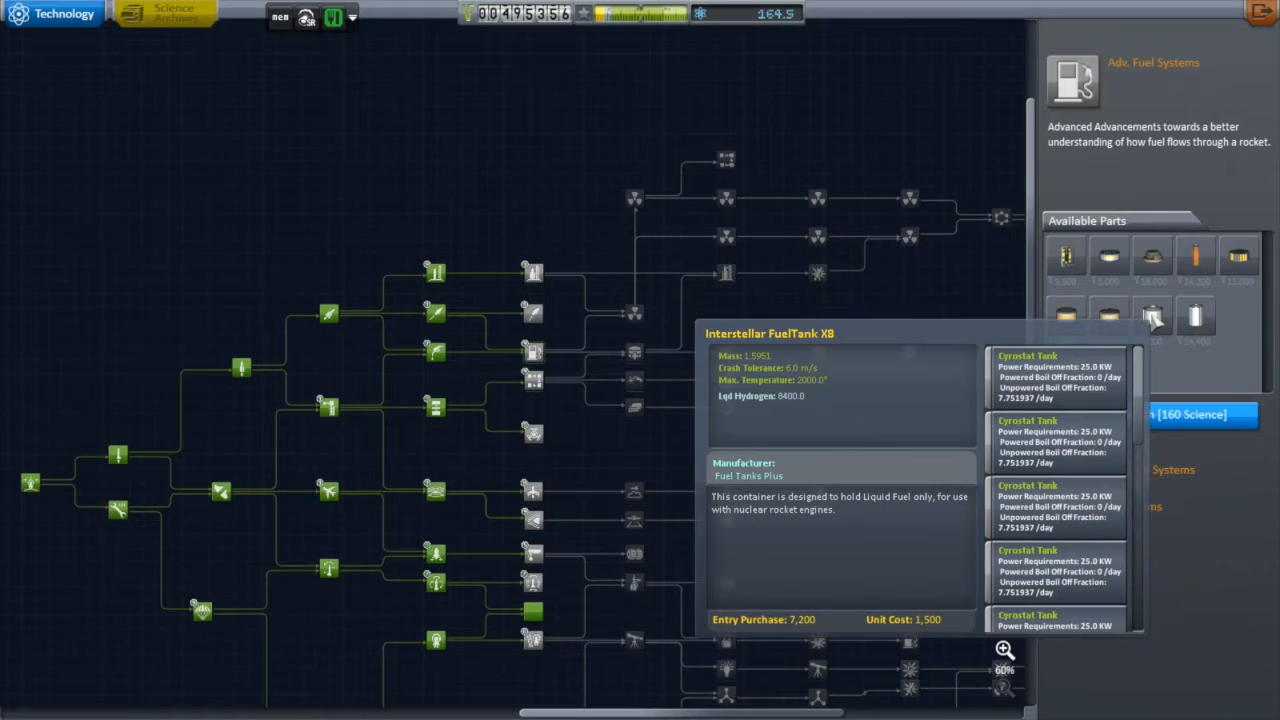 Technology
Science
Archives
MEM
SR
00495356
164.5
Adv. Fuel Systems
Advanced Advancements towards a better
understanding of how fuel flows through a rocket.
Available Parts
Interstellar FuelTank X8
Mass: 1.5951
Crash Tolerance: 6.0 m/s
Max. Temperature: 2000.0°
Lqd Hydrogen: 8400.0
Manufacturer:
Fuel Tanks Plus
This container is designed to hold Liquid Fuel only, for use
with nuclear rocket engines.
Entry Purchase: 7,200
Unit Cost: 1,500
Cyrostat Tank
Power Requirements: 25.0 KW
Powered Boil Off Fraction: 0 /day
Unpowered Boil Off Fraction:
7.751937 /day
Cyrostat Tank
Power Requirements: 25.0 KW
Powered Boil Off Fraction: 0 /day
Unpowered Boil Off Fraction:
7.751937 /day
Cyrostat Tank
Power Requirements: 25.0 KW
Powered Boil Off Fraction: 0 /day
Unpowered Boil Off Fraction:
7.751937 /day
Cyrostat Tank
Power Requirements: 25.0 KW
Powered Boil Off Fraction: 0 /day
Unpowered Boil Off Fraction:
7.751937 /day
Cyrostat Tank
Power Requirements: 25.0 KW
[160 Science]
Systems
ms
60%